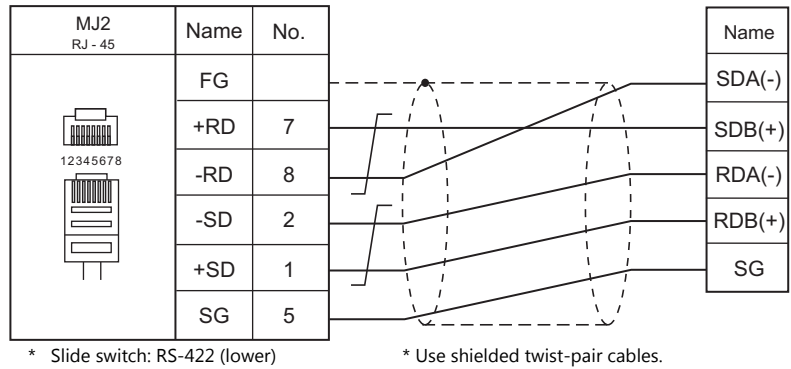 MJ2
RJ - 45
Name No.
FG
+RD 7
-RD 8
-SD 2
+SD 1
SG 5
12345678
Name
SDA(-)
SDB(+)
RDA(-)
RDB(+)
SG
* Slide switch: RS-422 (lower)
* Use shielded twist-pair cables.